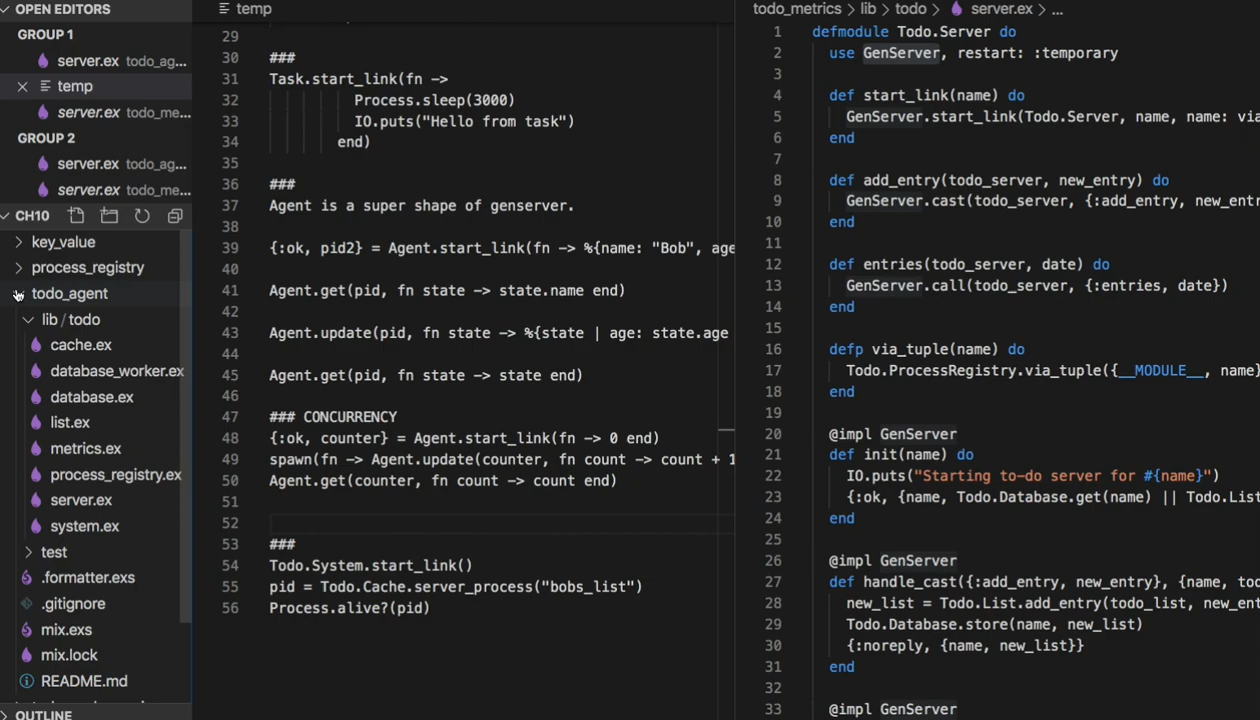 OPEN EDITORS
GROUP 1
server.ex todo_ag...
temp
server.ex todo_me...
GROUP 2
server.ex todo_ag...
server.ex todo_me...
CH10
key_value
process_registry
todo_agent
lib / todo
cache.ex
database_worker.ex
database.ex
list.ex
metrics.ex
process_registry.ex
server.ex
system.ex
test
.formatter.exs
.gitignore
mix.exs
mix.lock
README.md
OUTLINE
temp
29
30 ###
31 Task.start_link(fn ->
32 Process.sleep(3000)
33 IO.puts("Hello from task")
34 end)
35
36 ###
37 Agent is a super shape of genserver.
38
39 {:ok, pid2} = Agent.start_link(fn -> %{name: "Bob", age
40
41 Agent.get(pid, fn state -> state.name end)
42
43 Agent.update(pid, fn state -> %{state | age: state.age
44
45 Agent.get(pid, fn state -> state end)
46
47 ### CONCURRENCY
48 {:ok, counter} = Agent.start_link(fn -> 0 end)
49 spawn(fn -> Agent.update(counter, fn count -> count + 1
50 Agent.get(counter, fn count -> count end)
51
52
53 ###
54 Todo.System.start_link()
55 pid = Todo.Cache.server_process("bobs_list")
56 Process.alive?(pid)
todo_metrics > lib > todo > server.ex > ...
1 defmodule Todo.Server do
2 use GenServer, restart: :temporary
3
4 def start_link(name) do
5 GenServer.start_link(Todo.Server, name, name: via
6 end
7
8 def add_entry(todo_server, new_entry) do
9 GenServer.cast(todo_server, {:add_entry, new_entr
10 end
11
12 def entries(todo_server, date) do
13 GenServer.call(todo_server, {:entries, date})
14 end
15
16 defp via_tuple(name) do
17 Todo.ProcessRegistry.via_tuple({__MODULE__, name}
18 end
19
20 @impl GenServer
21 def init(name) do
22 IO.puts("Starting to-do server for #{name}")
23 {:ok, {name, Todo.Database.get(name) || Todo.List
24 end
25
26 @impl GenServer
27 def handle_cast({:add_entry, new_entry}, {name, tod
28 new_list = Todo.List.add_entry(todo_list, new_ent
29 Todo.Database.store(name, new_list)
30 {:noreply, {name, new_list}}
31 end
32
33 @impl GenServer